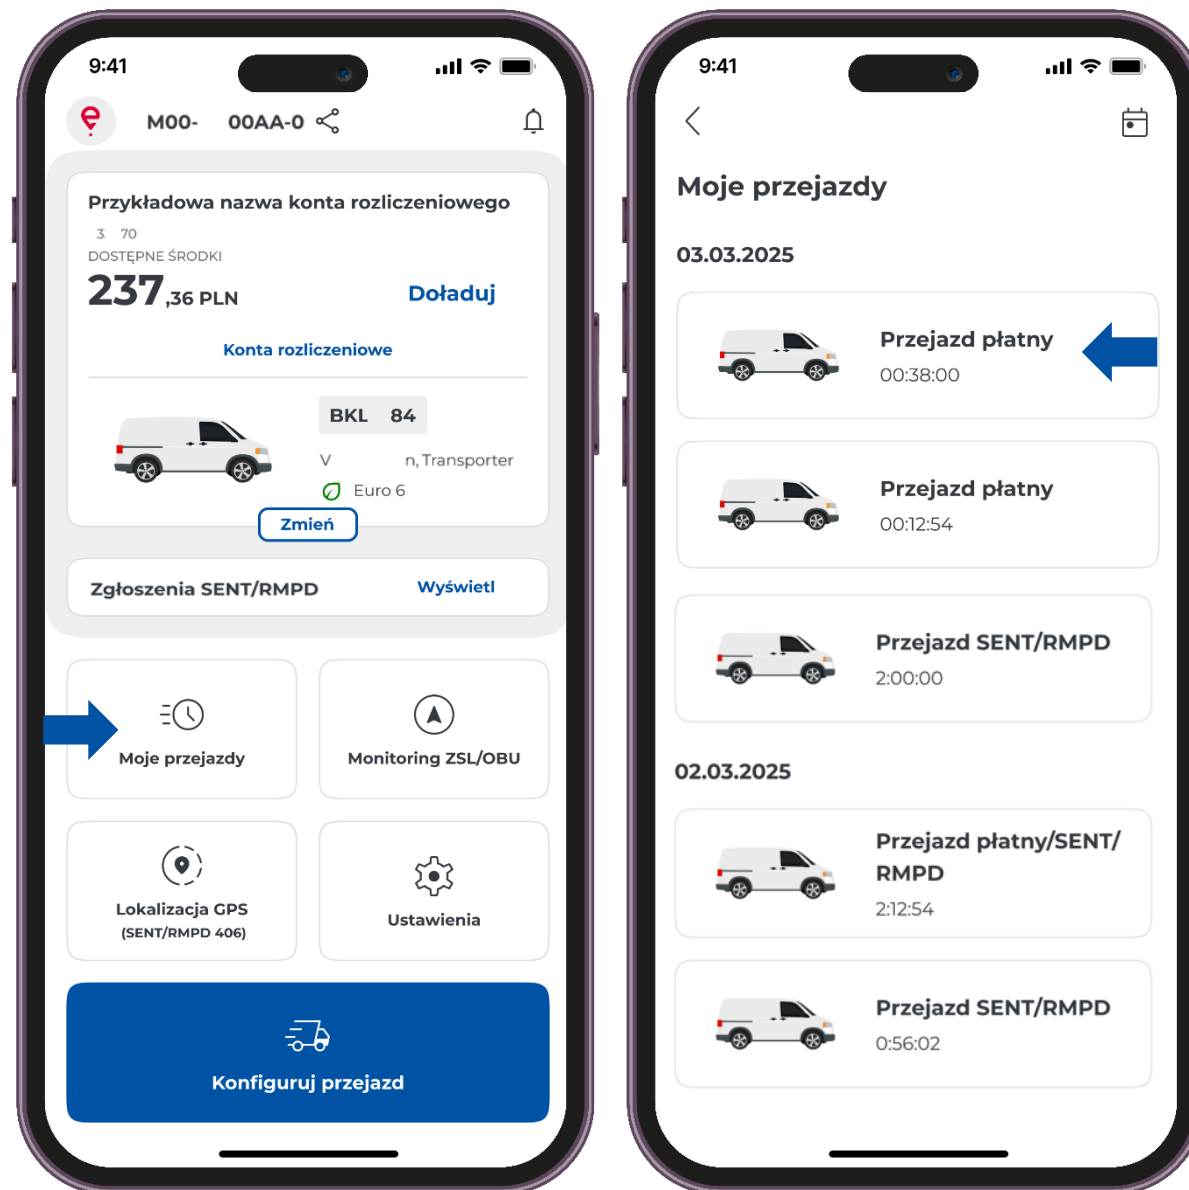 9:41
M00- 00AA-0
Przykładowa nazwa konta rozliczeniowego
3 70
DOSTĘPNE ŚRODKI
237,36 PLN
Doładuj
Konta rozliczeniowe
BKL 84
V n, Transporter
Euro 6
Zmień
Zgłoszenia SENT/RMPD
Wyświetl
Moje przejazdy
Monitoring ZSL/OBU
Lokalizacja GPS
(SENT/RMPD 406)
Ustawienia
Konfiguruj przejazd
9:41
Moje przejazdy
03.03.2025
Przejazd płatny
00:38:00
Przejazd płatny
00:12:54
Przejazd SENT/RMPD
2:00:00
02.03.2025
Przejazd płatny/SENT/
RMPD
2:12:54
Przejazd SENT/RMPD
0:56:02